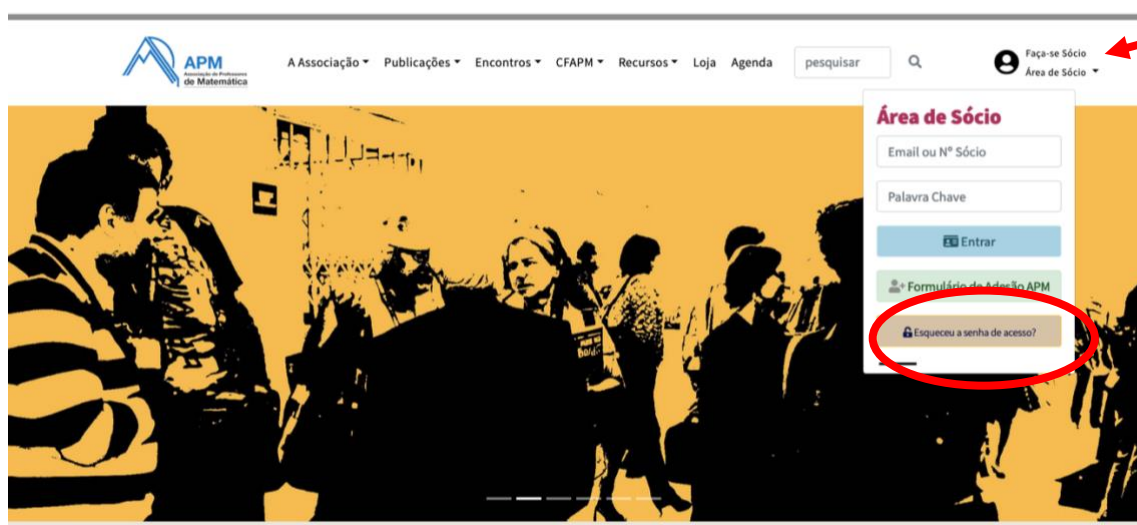 APM
Associação de Professores
de Matemática
A Associação Publicações Encontros CFAPM Recursos Loja Agenda
pesquisar
Faça-se Sócio
Área de Sócio
Área de Sócio
Email ou Nº Sócio
Palavra Chave
Entrar
Formulário de Adesão APM
Esqueceu a senha de acesso?